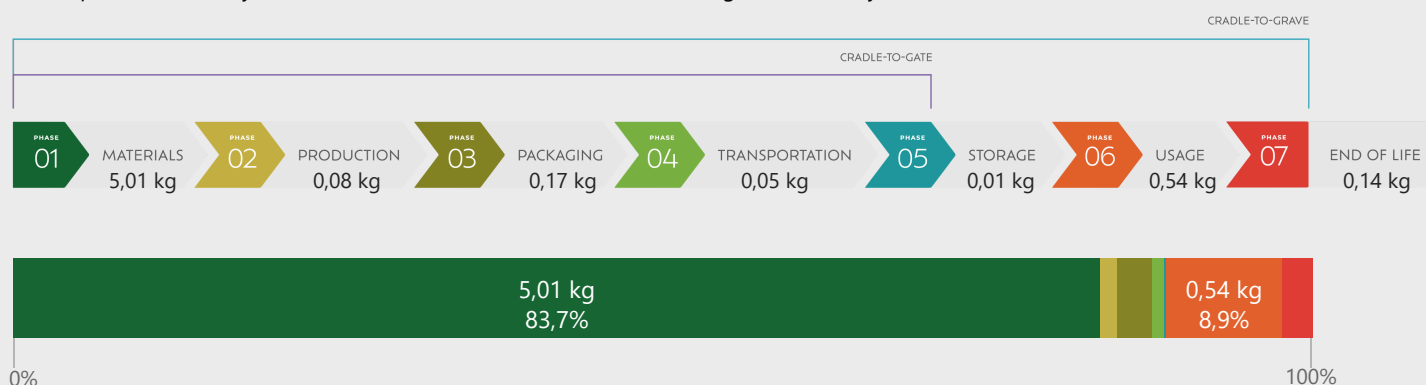 CRADLE-TO-GRAVE
CRADLE-TO-GATE
PHASE
01
MATERIALS
5,01 kg
PHASE
02
PRODUCTION
0,08 kg
PHASE
03
PACKAGING
0,17 kg
PHASE
04
TRANSPORTATION
0,05 kg
PHASE
05
STORAGE
0,01 kg
PHASE
06
USAGE
0,54 kg
PHASE
07
END OF LIFE
0,14 kg
5,01 kg
83,7%
0,54 kg
8,9%
0%
100%